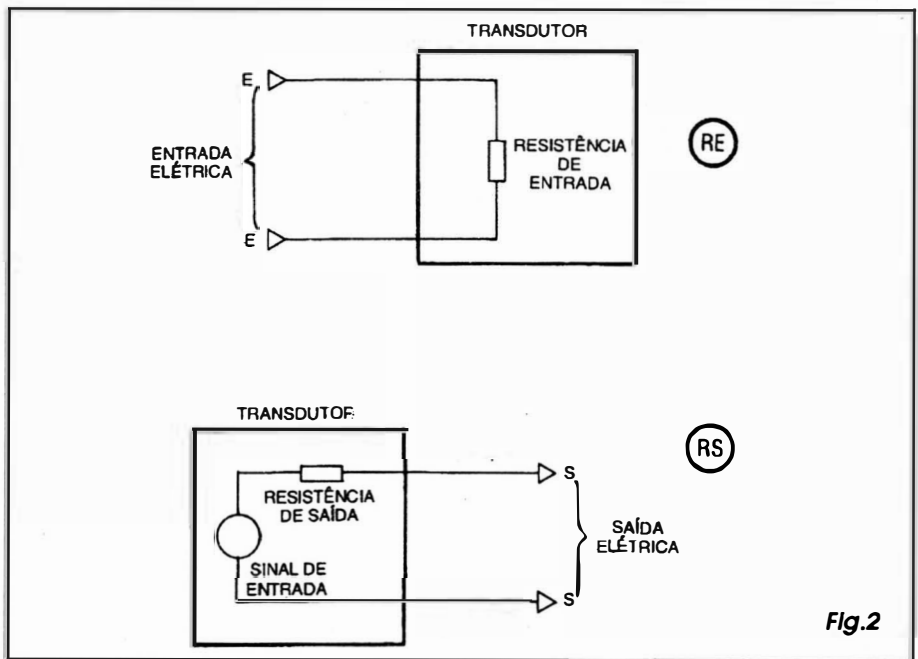 TRANSDUTOR
E
ENTRADA
ELÉTRICA
E
RESISTÊNCIA
DE
ENTRADA
RE
TRANSDUTOR
RESISTÊNCIA
DE SAÍDA
SINAL DE
ENTRADA
S
SAÍDA
ELÉTRICA
S
RS
Fig.2